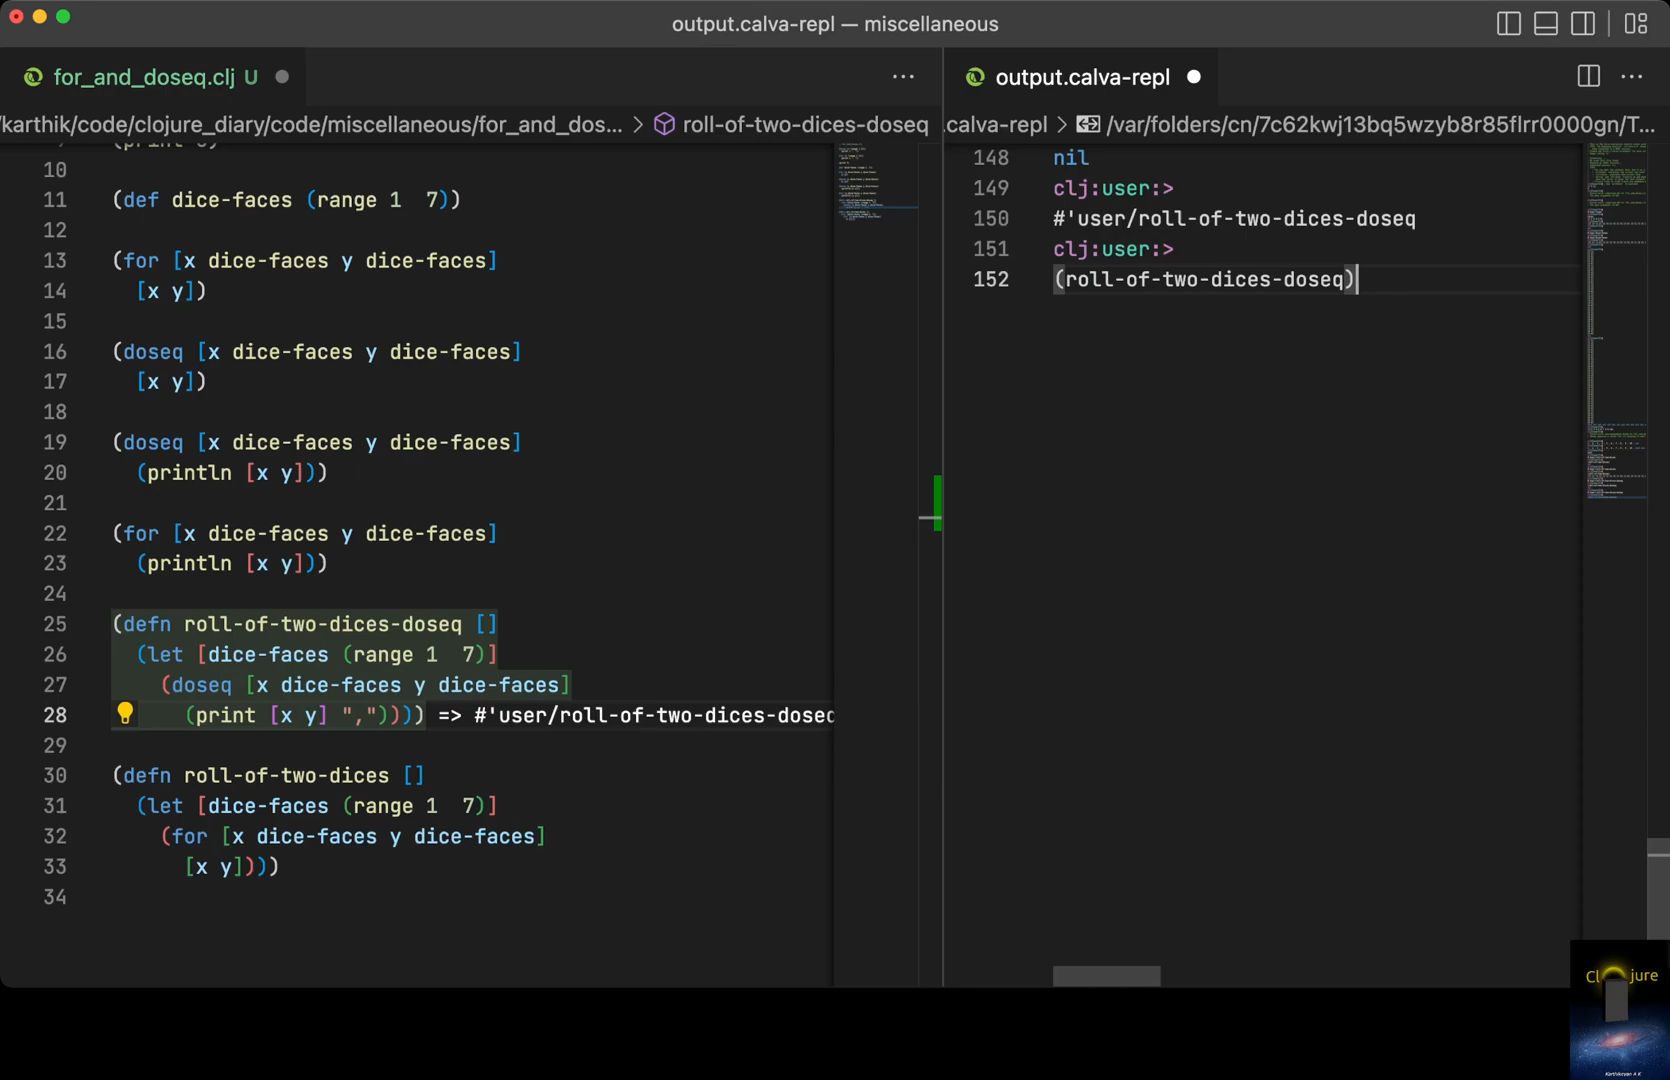 output.calva-repl — miscellaneous
for_and_doseq.clj U
output.calva-repl
/karthik/code/clojure_diary/code/miscellaneous/for_and_dos... > roll-of-two-dices-doseq
.calva-repl > /var/folders/cn/7c62kwj13bq5wzyb8r85flrr0000gn/T...
10
11 (def dice-faces (range 1  7))
12
13 (for [x dice-faces y dice-faces]
14 [x y])
15
16 (doseq [x dice-faces y dice-faces]
17 [x y])
18
19 (doseq [x dice-faces y dice-faces]
20 (println [x y]))
21
22 (for [x dice-faces y dice-faces]
23 (println [x y]))
24
25 (defn roll-of-two-dices-doseq []
26 (let [dice-faces (range 1  7)]
27 (doseq [x dice-faces y dice-faces]
28 (print [x y] ",")))) => #'user/roll-of-two-dices-doseq
29
30 (defn roll-of-two-dices []
31 (let [dice-faces (range 1  7)]
32 (for [x dice-faces y dice-faces]
33 [x y])))
34
148 nil
149 clj:user:>
150 #'user/roll-of-two-dices-doseq
151 clj:user:>
152 (roll-of-two-dices-doseq)
Clojure
Karthikeyan A K